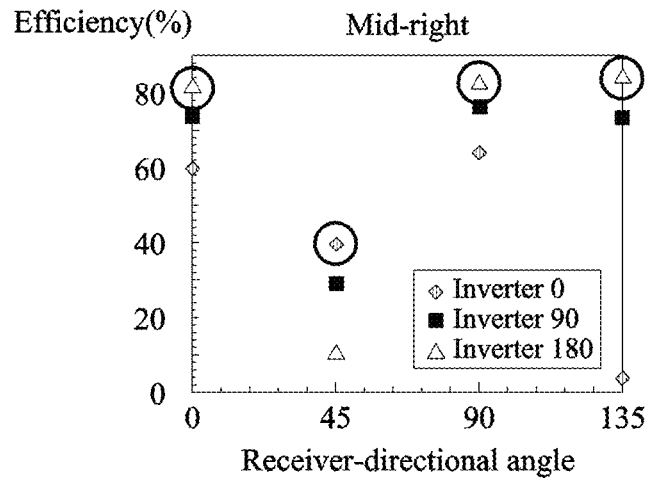 Efficiency(%)
Mid-right
80
60
40
20
0
Inverter 0
Inverter 90
Inverter 180
0 45 90 135
Receiver-directional angle